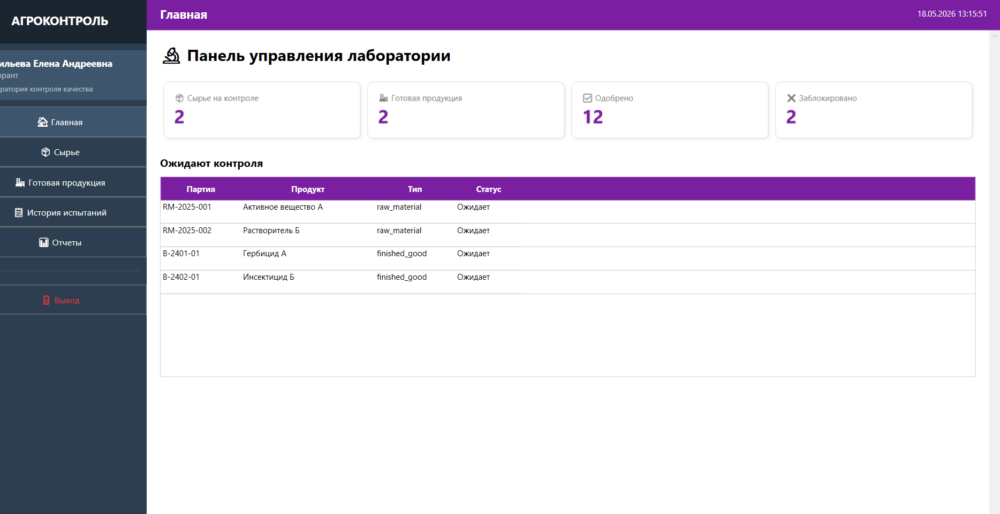 АГРОКОНТРОЛЬ
Главная
18.05.2026 13:15:51
Елена Андреевна
контроля качества
Главная
Сырье
Готовая продукция
История испытаний
Отчеты
Выход
Панель управления лаборатории
Сырье на контроле
2
Готовая продукция
2
Одобрено
12
Заблокировано
2
Ожидают контроля
Партия Продукт Тип Статус
RM-2025-001 Активное вещество А raw_material Ожидает
RM-2025-002 Растворитель Б raw_material Ожидает
B-2401-01 Гербицид А finished_good Ожидает
B-2402-01 Инсектицид Б finished_good Ожидает